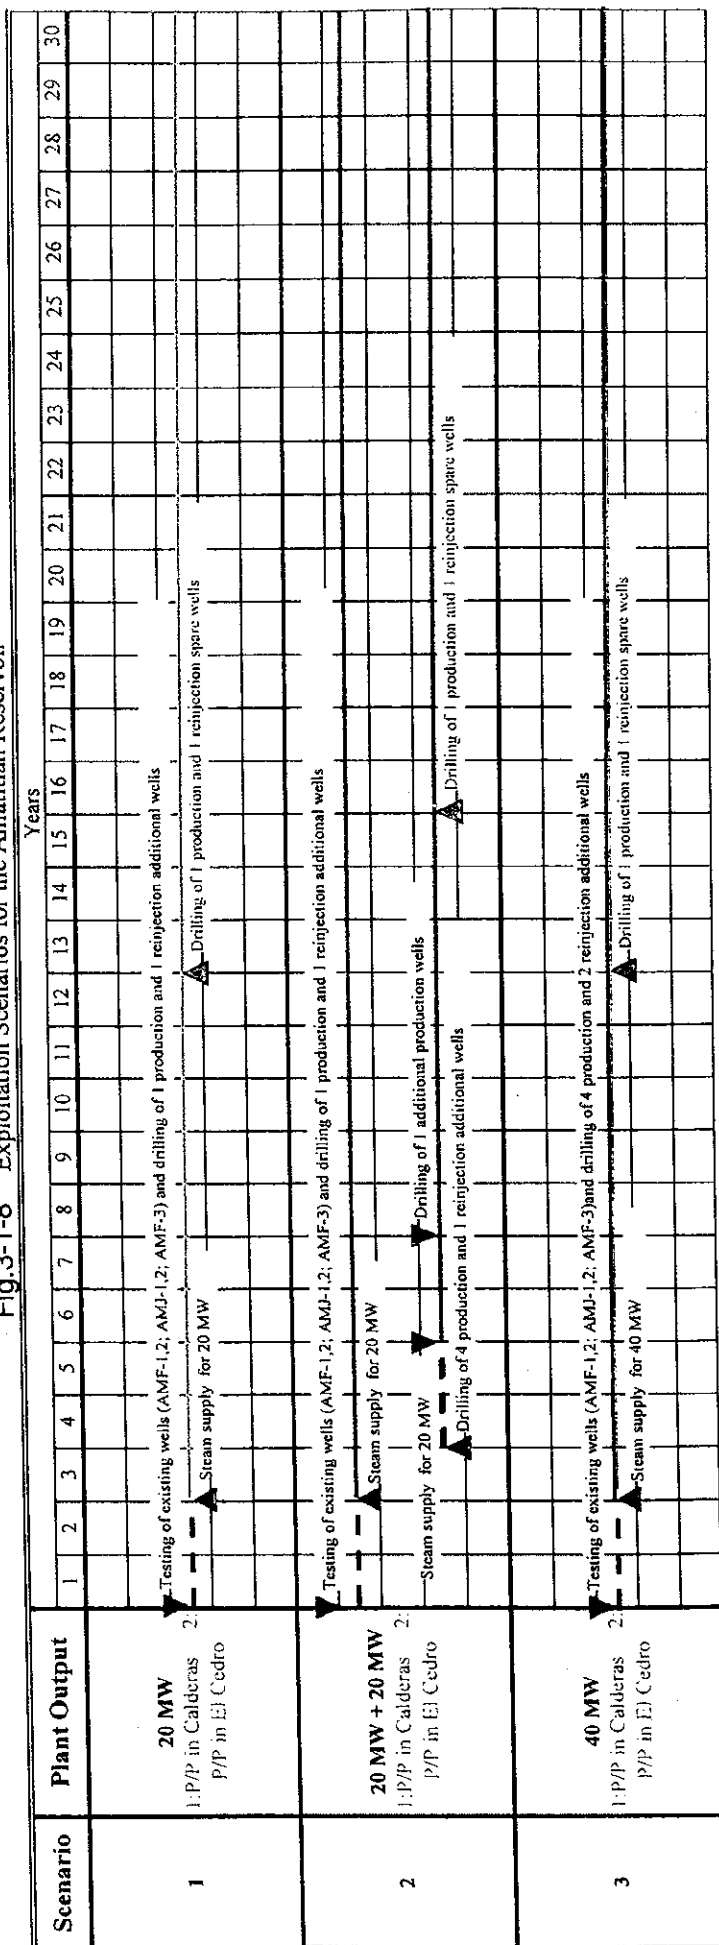 Fig.3-1-8 Exploitation Scenarios for the Amatitlan Reservoir
Scenario
Plant Output
Years
1 2 3 4 5 6 7 8 9 10 11 12 13 14 15 16 17 18 19 20 21 22 23 24 25 26 27 28 29 30
1
20 MW
1:P/P in Calderas 2:
P/P in El Cedro
Testing of existing wells (AMF-1,2; AMJ-1,2; AMF-3) and drilling of 1 production and 1 reinjection additional wells
Steam supply for 20 MW
Drilling of 1 production and 1 reinjection spare wells
2
20 MW + 20 MW
1:P/P in Calderas 2:
P/P in El Cedro
Testing of existing wells (AMF-1,2; AMJ-1,2; AMF-3) and drilling of 1 production and 1 reinjection additional wells
Steam supply for 20 MW
Steam supply for 20 MW
Drilling of 1 additional production wells
Drilling of 4 production and 1 reinjection additional wells
Drilling of 1 production and 1 reinjection spare wells
3
40 MW
1:P/P in Calderas 2:
P/P in El Cedro
Testing of existing wells (AMF-1,2; AMJ-1,2; AMF-3)and drilling of 4 production and 2 reinjection additional wells
Steam supply for 40 MW
Drilling of 1 production and 1 reinjection spare wells